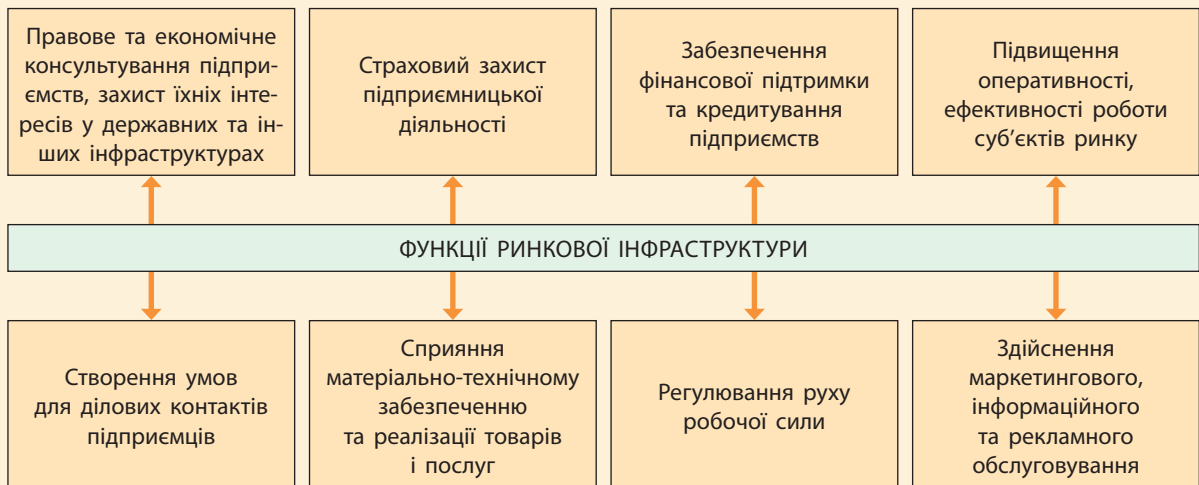 Правове та економічне
консультування підпри-
ємств, захист їхніх інте-
ресів у державних та ін-
ших інфраструктурах
Страховий захист
підприємницької
діяльності
Забезпечення
фінансової підтримки
та кредитування
підприємств
Підвищення
оперативності,
ефективності роботи
суб’єктів ринку
ФУНКЦІЇ РИНКОВОЇ ІНФРАСТРУКТУРИ
Створення умов
для ділових контактів
підприємців
Сприяння
матеріально-технічному
забезпеченню
та реалізації товарів
і послуг
Регулювання руху
робочої сили
Здійснення
маркетингового,
інформаційного
та рекламного
обслуговування